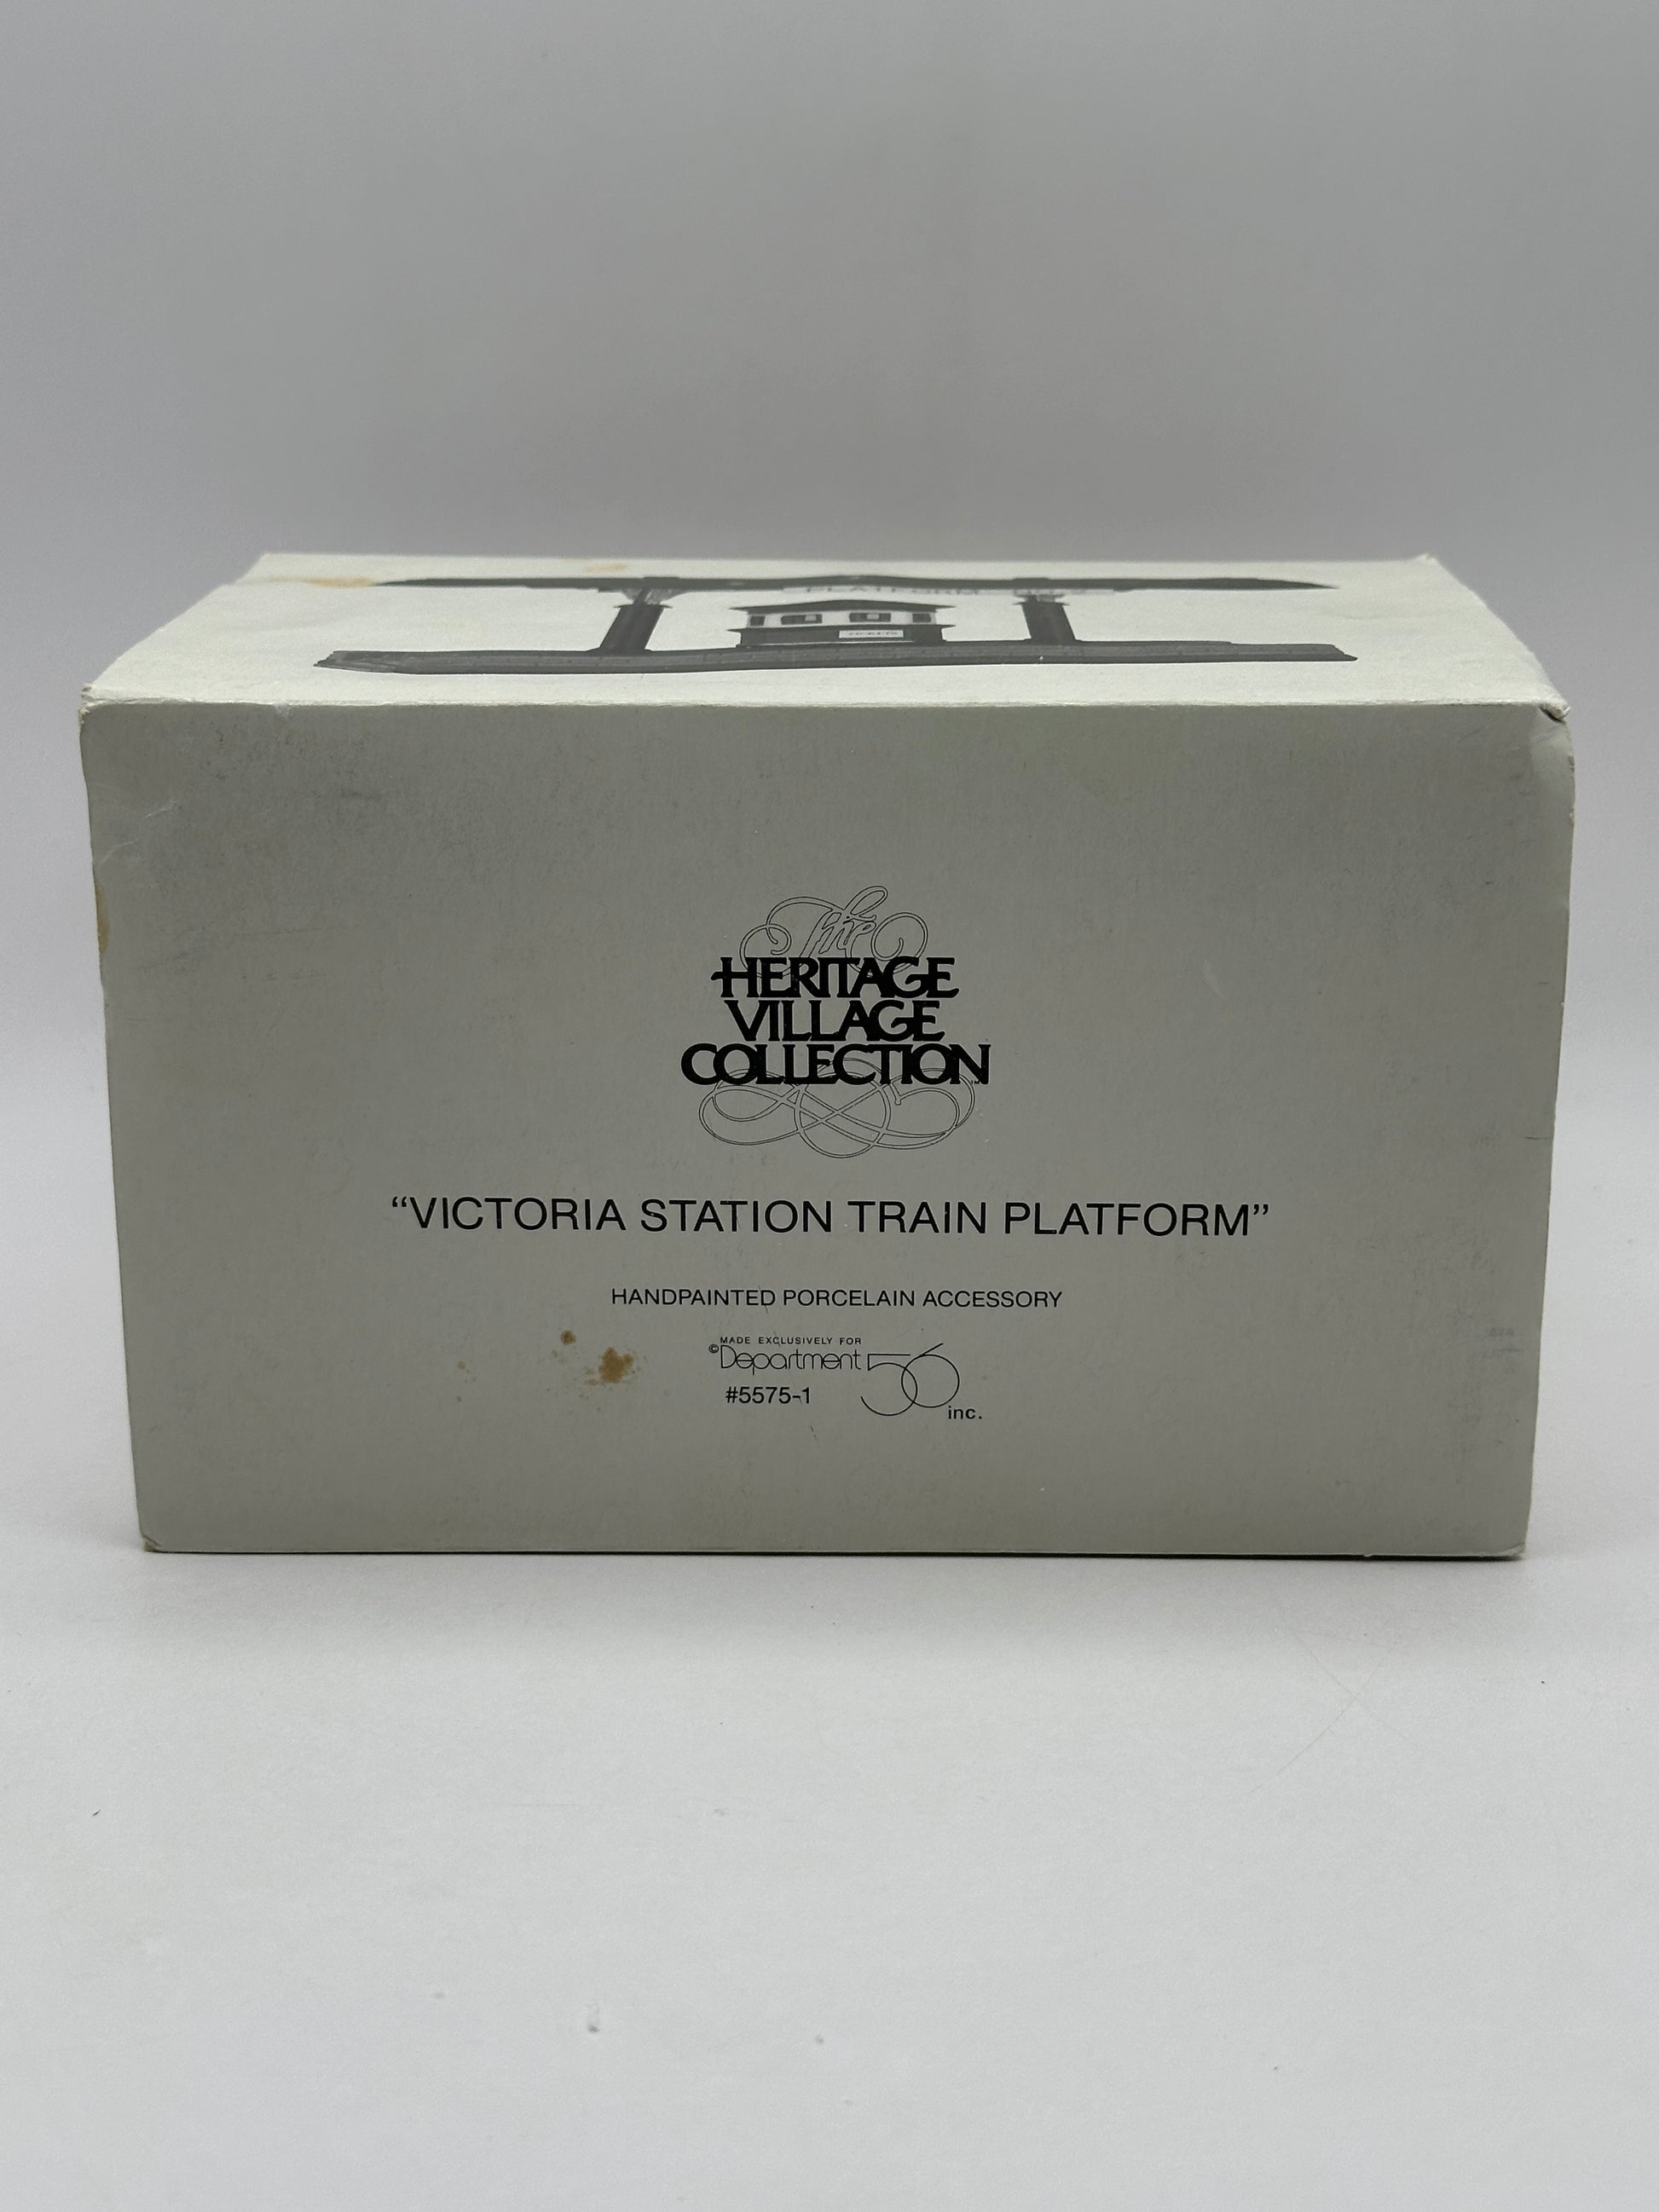 PLATFORM
The
HERITAGE
VILLAGE
COLLECTION
“VICTORIA STATION TRAIN PLATFORM”
HANDPAINTED PORCELAIN ACCESSORY
MADE EXCLUSIVELY FOR
©Department 56
#5575-1
inc.